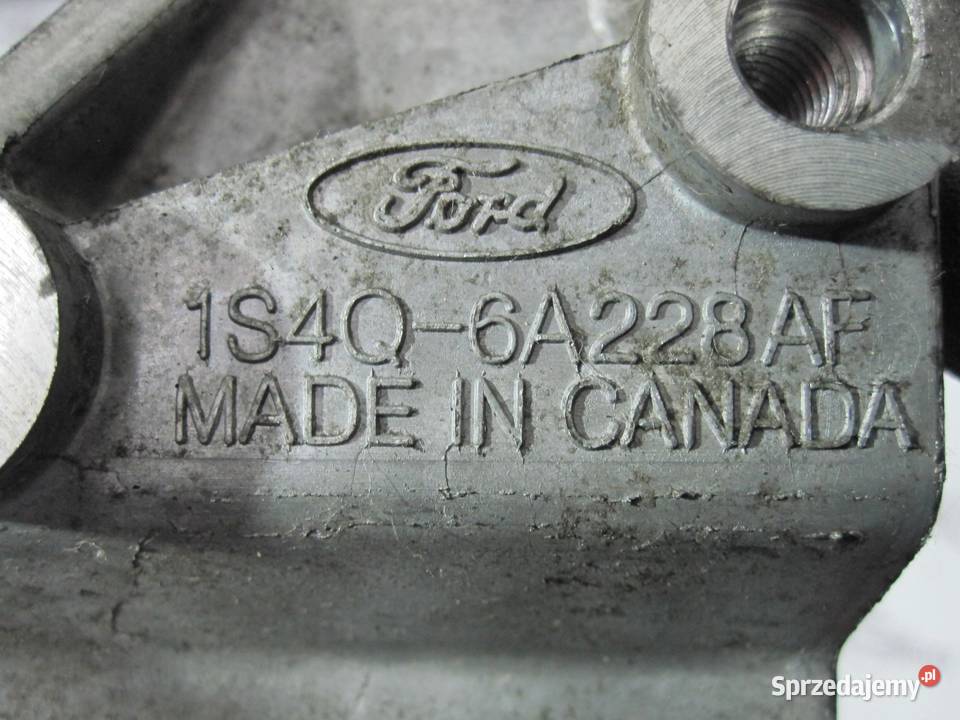 Ford
1S4Q-6A228AF
MADE IN CANADA
Sprzedajemy.pl